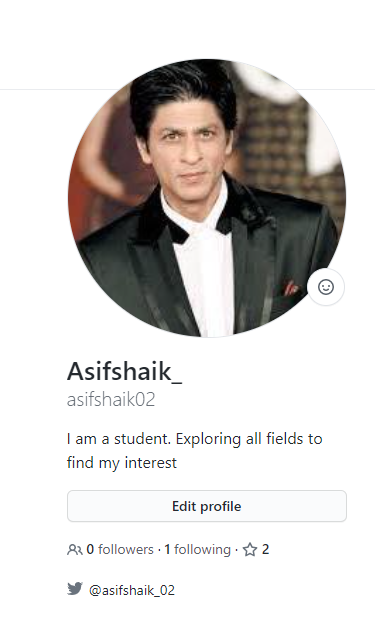 Asifshaik_
asifshaik02
I am a student. Exploring all fields to
find my interest
Edit profile
0 followers · 1 following · 2
@asifshaik_02